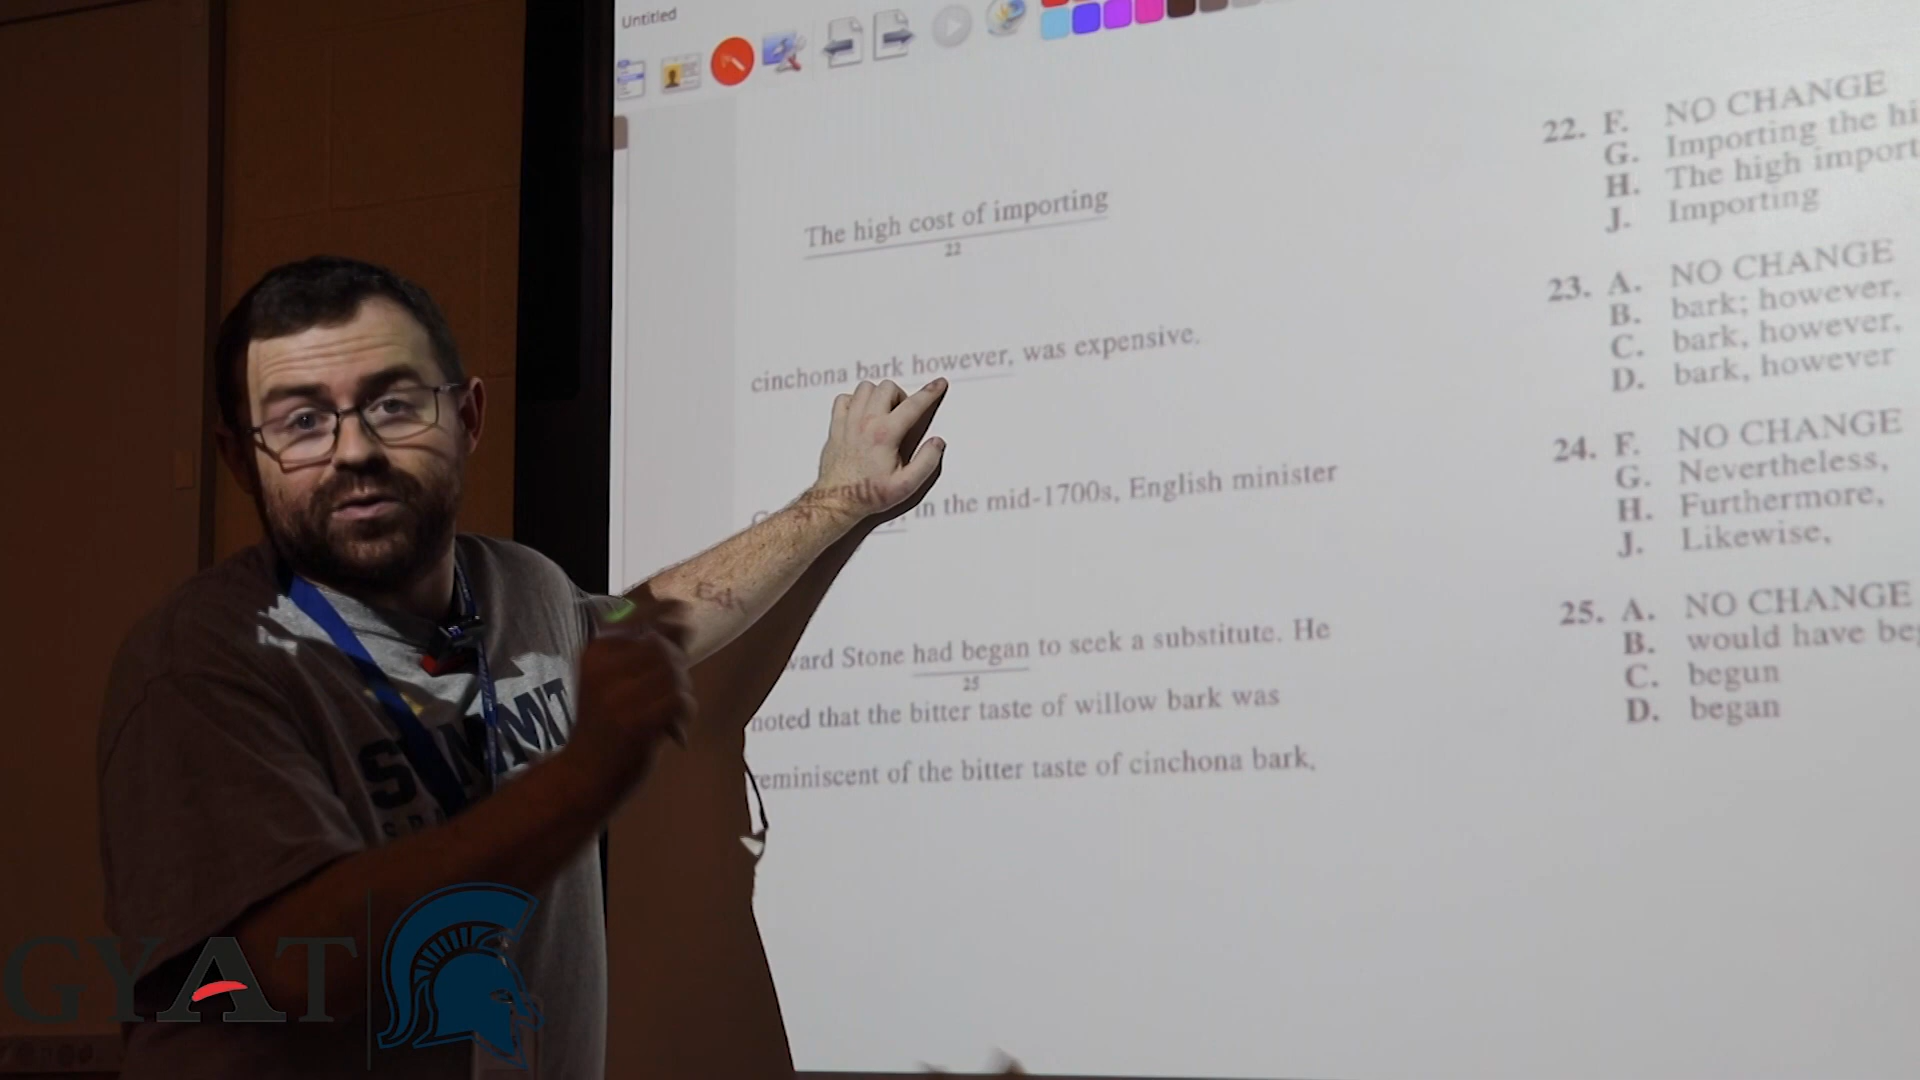 Untitled
The high cost of importing
22
cinchona bark however, was expensive.
in the mid-1700s, English minister
ward Stone had began to seek a substitute. He
25
noted that the bitter taste of willow bark was
reminiscent of the bitter taste of cinchona bark,
22. F. NO CHANGE
G. Importing the hi
H. The high import
J. Importing
23. A. NO CHANGE
B. bark; however,
C. bark, however,
D. bark, however
24. F. NO CHANGE
G. Nevertheless,
H. Furthermore,
J. Likewise,
25. A. NO CHANGE
B. would have beg
C. begun
D. began
SUMMIT
GYAT